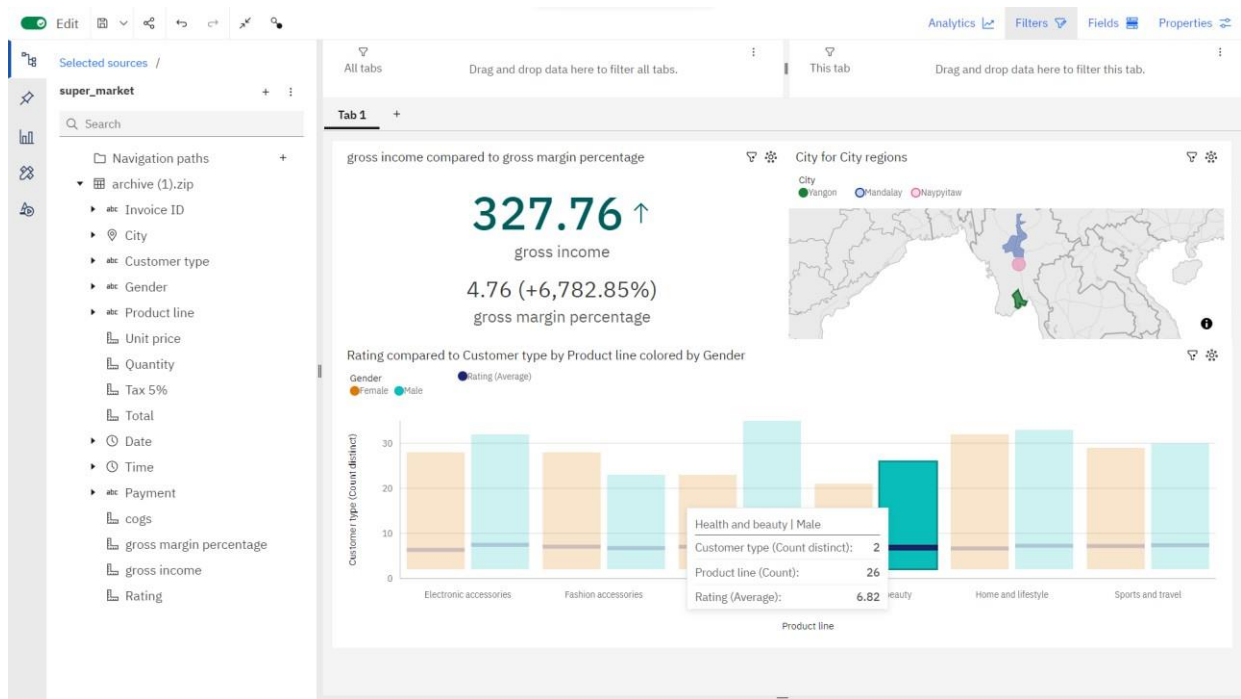 Edit
Analytics Filters Fields Properties
Selected sources /
super_market
Search
Navigation paths
archive (1).zip
abc Invoice ID
City
abc Customer type
abc Gender
abc Product line
Unit price
Quantity
Tax 5%
Total
Date
Time
abc Payment
cogs
gross margin percentage
gross income
Rating
All tabs
Drag and drop data here to filter all tabs.
This tab
Drag and drop data here to filter this tab.
Tab 1 +
gross income compared to gross margin percentage
327.76 ↑
gross income
4.76 (+6,782.85%)
gross margin percentage
City for City regions
City
Yangon Mandalay Naypyitaw
Rating compared to Customer type by Product line colored by Gender
Gender
Female Male
Rating (Average)
Customer type (Count distinct)
30
20
10
0
Health and beauty | Male
Customer type (Count distinct): 2
Product line (Count): 26
Rating (Average): 6.82
Electronic accessories Fashion accessories beauty Home and lifestyle Sports and travel
Product line